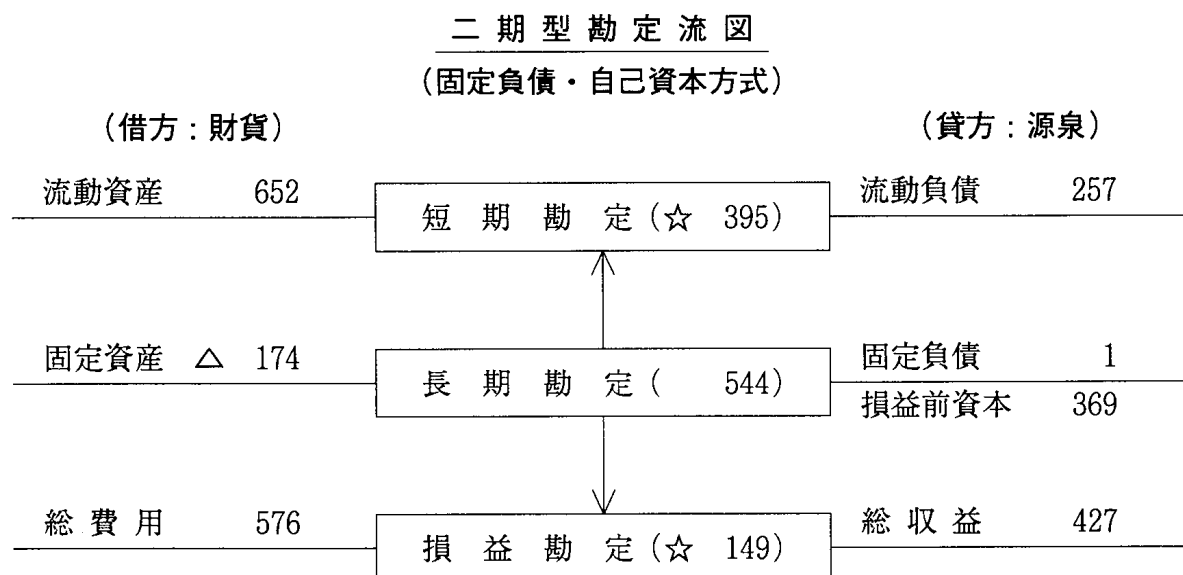 二期型勘定流図
(固定負債・自己資本方式)
(借方:財貨) (貸方:源泉)
流動資産 652 短期勘定(☆ 395) 流動負債 257
固定資産 △ 174 長期勘定( 544) 固定負債 1
損益前資本 369
総費用 576 損益勘定(☆ 149) 総収益 427